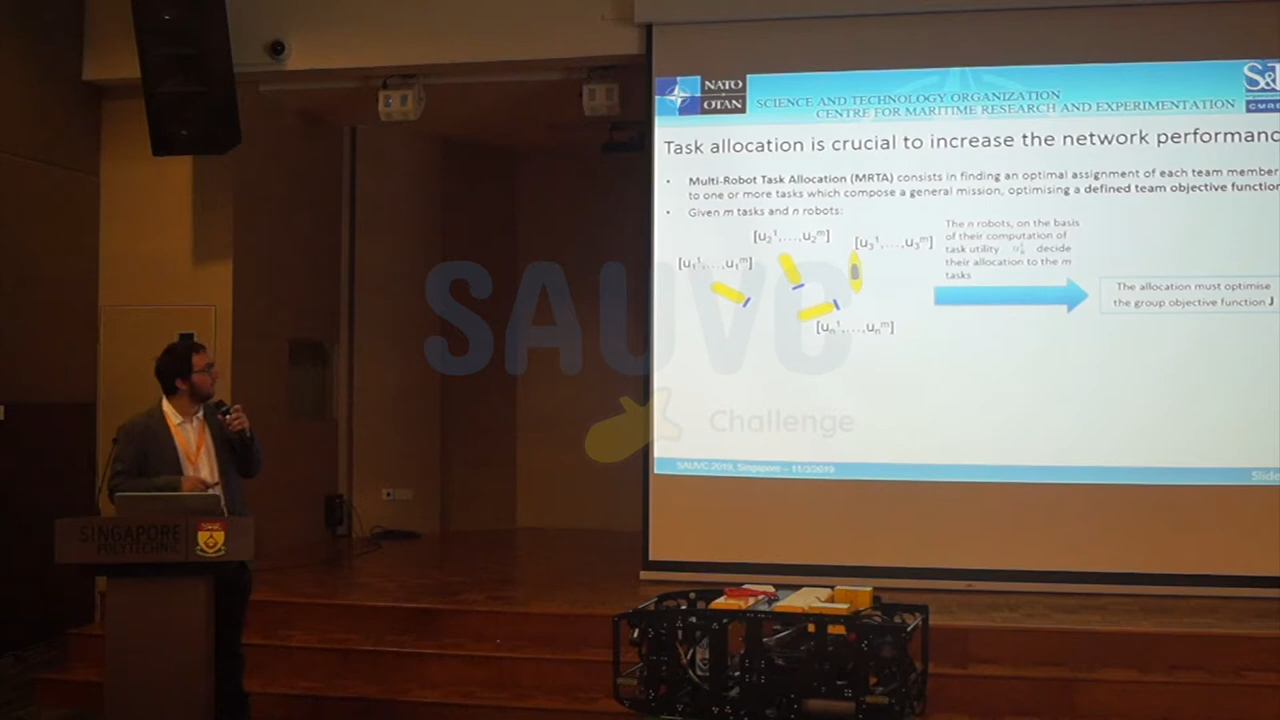 NATO
OTAN
SCIENCE AND TECHNOLOGY ORGANIZATION
CENTRE FOR MARITIME RESEARCH AND EXPERIMENTATION
S&T
CMRE
Task allocation is crucial to increase the network performanc
• Multi-Robot Task Allocation (MRTA) consists in finding an optimal assignment of each team member
to one or more tasks which compose a general mission, optimising a defined team objective function
• Given m tasks and n robots:
[u₂¹,...,u₂ᵐ]
[u₃¹,...,u₃ᵐ]
[u₁¹,...,u₁ᵐ]
[uₙ¹,...,uₙᵐ]
The n robots, on the basis
of their computation of
task utility decide
their allocation to the m
tasks
The allocation must optimise
the group objective function J
SAUVC
Challenge
SAUVC 2019, Singapore – 11/3/2019
Slide
SINGAPORE
POLYTECHNIC